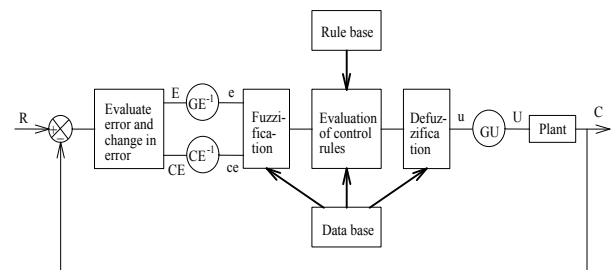 Rule base
R
+
−
Evaluate
error and
change in
error
E
GE⁻¹
e
CE
CE⁻¹
ce
Fuzzi-
fica-
tion
Evaluation
of control
rules
Defuz-
zifica-
tion
u
GU
U
Plant
C
Data base